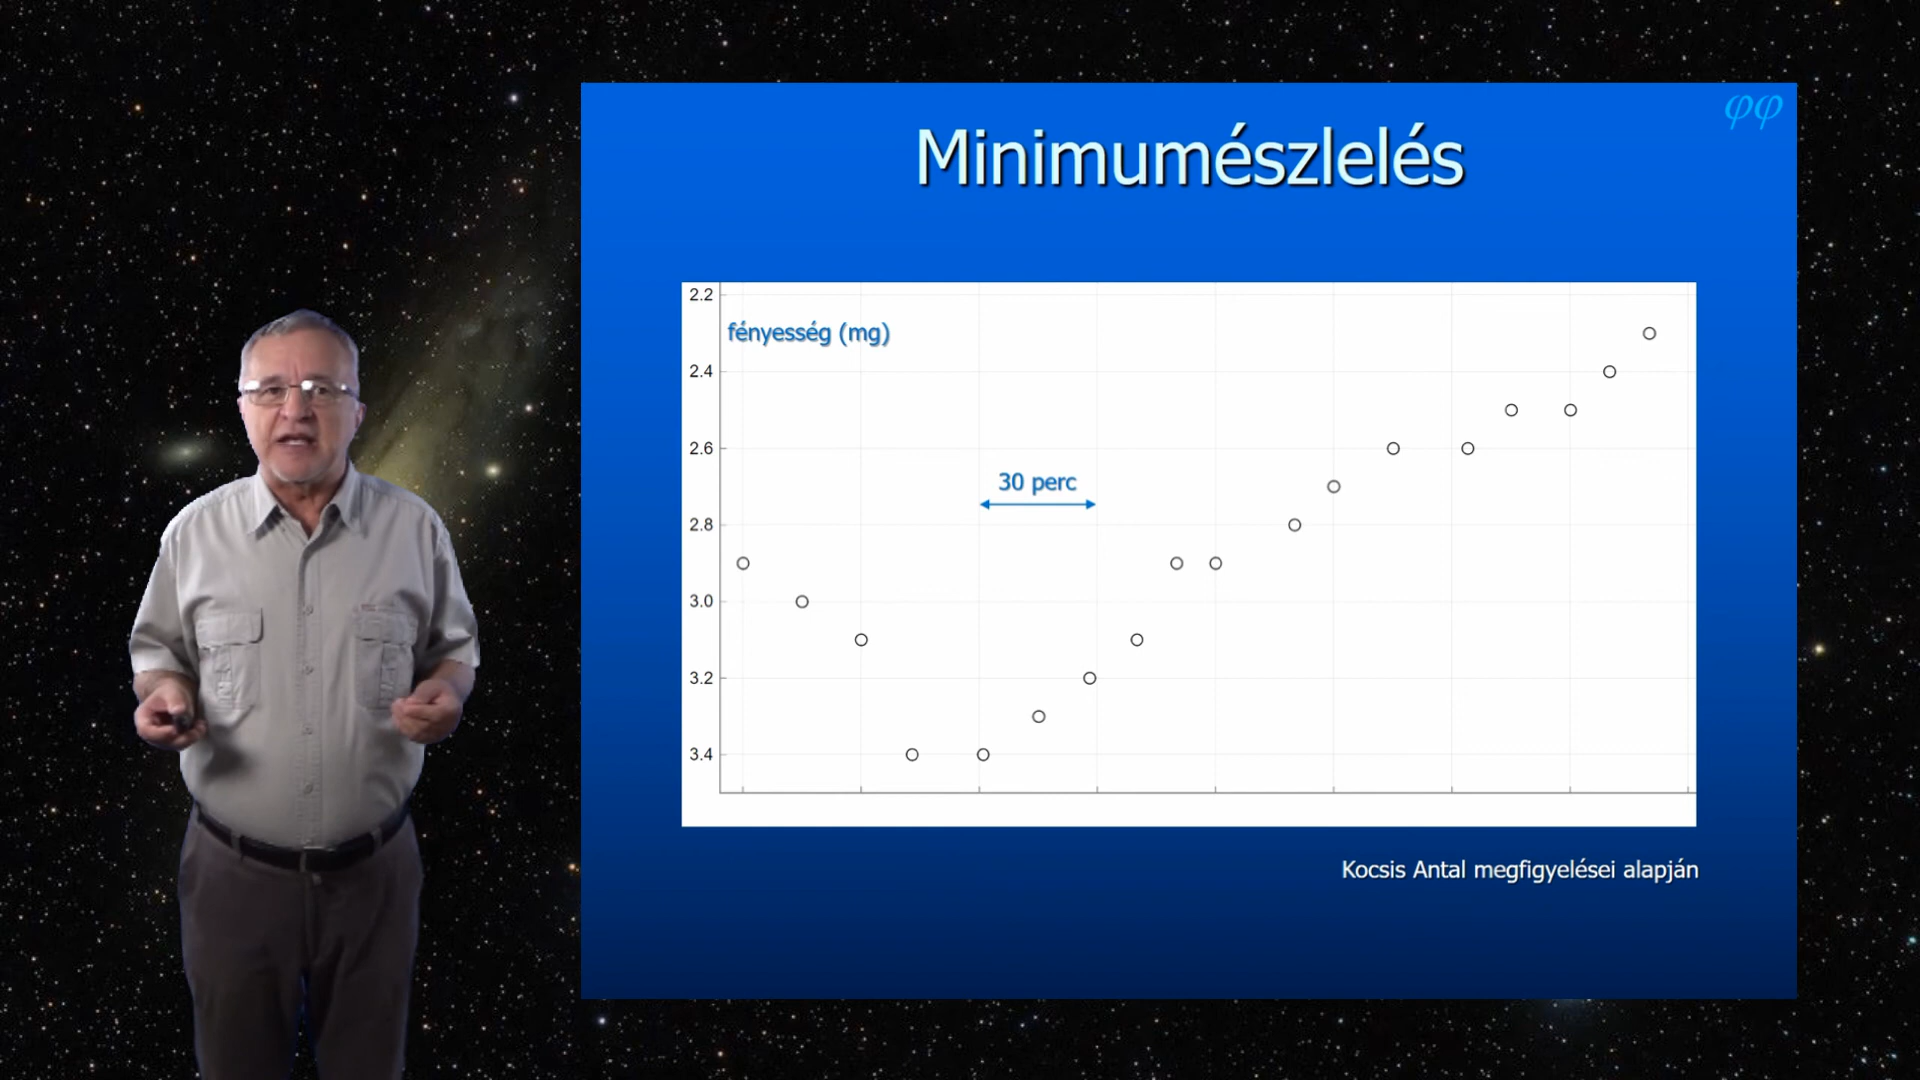 φφ
Minimumészlelés
2.2
fényesség (mg)
2.4
2.6
30 perc
2.8
3.0
3.2
3.4
Kocsis Antal megfigyelései alapján